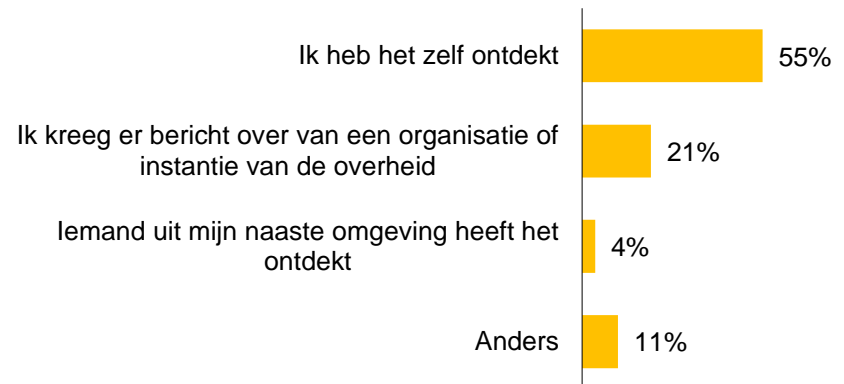 Ik heb het zelf ontdekt
55%
Ik kreeg er bericht over van een organisatie of
instantie van de overheid
21%
Iemand uit mijn naaste omgeving heeft het
ontdekt
4%
Anders
11%